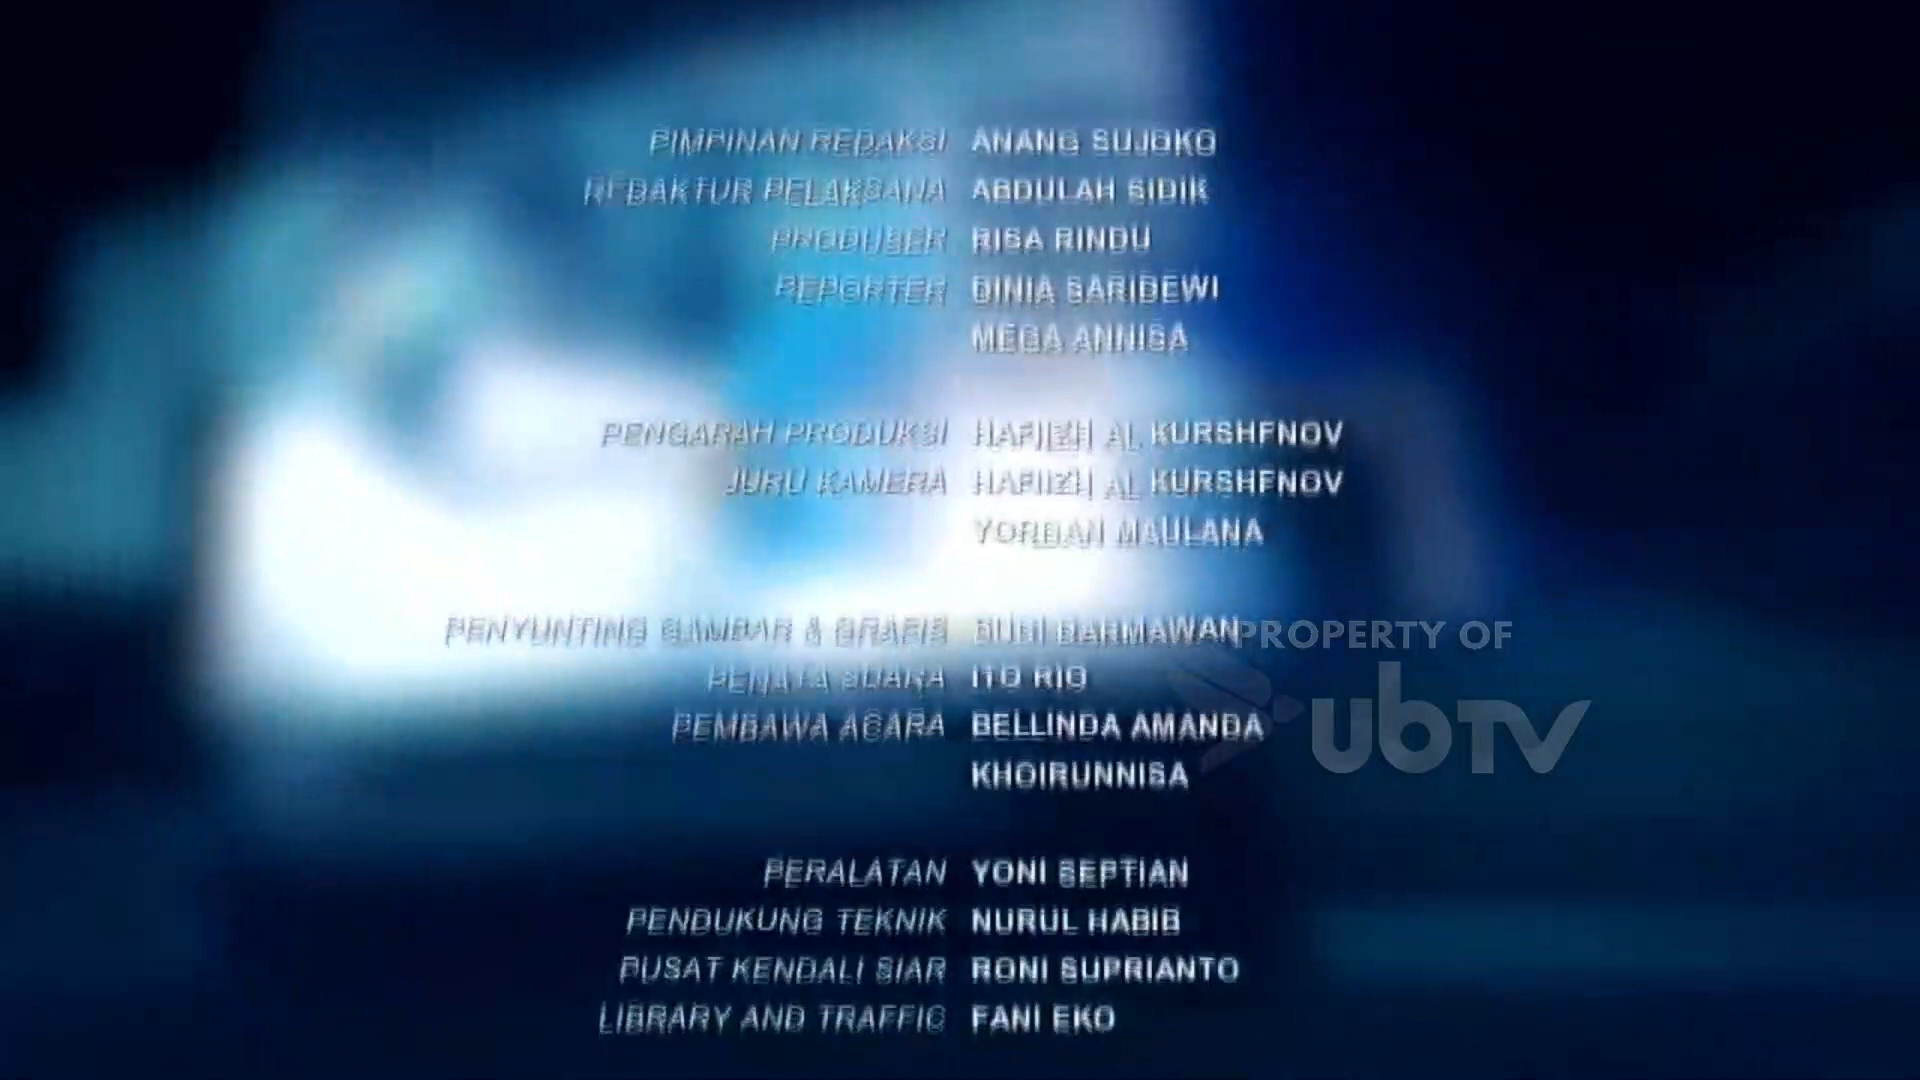 PIMPINAN REDAKSI ANANG SUJOKO
REDAKTUR PELAKSANA ABDULAH SIDIK
PRODUSER RISA RINDU
REPORTER DINIA SARIDEWI
MEGA ANNISA
PENGARAH PRODUKSI HAFIIZH AL KURSHFNOV
JURU KAMERA HAFIIZH AL KURSHFNOV
YORDAN MAULANA
PENYUNTING GAMBAR & GRAFIS DARMAWAN
PENATA SUARA ITO RIO
PEMBAWA ACARA BELLINDA AMANDA
KHOIRUNNISA
PERALATAN YONI SEPTIAN
PENDUKUNG TEKNIK NURUL HABIB
PUSAT KENDALI SIAR RONI SUPRIANTO
LIBRARY AND TRAFFIC FANI EKO
PROPERTY OF
ubTV